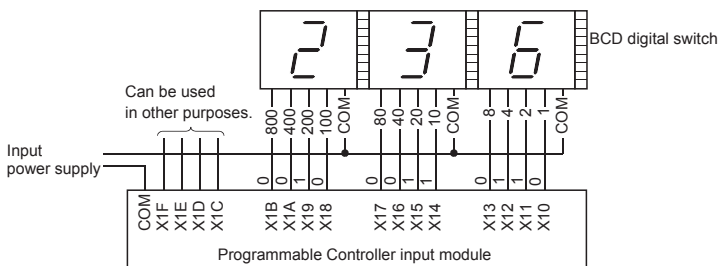 2 3 6
BCD digital switch
Can be used
in other purposes.
800 400 200 100 COM 80 40 20 10 COM 8 4 2 1 COM
Input
power supply
0 0 1 0 0 0 1 1 0 1 1 0
COM X1F X1E X1D X1C X1B X1A X19 X18 X17 X16 X15 X14 X13 X12 X11 X10
Programmable Controller input module